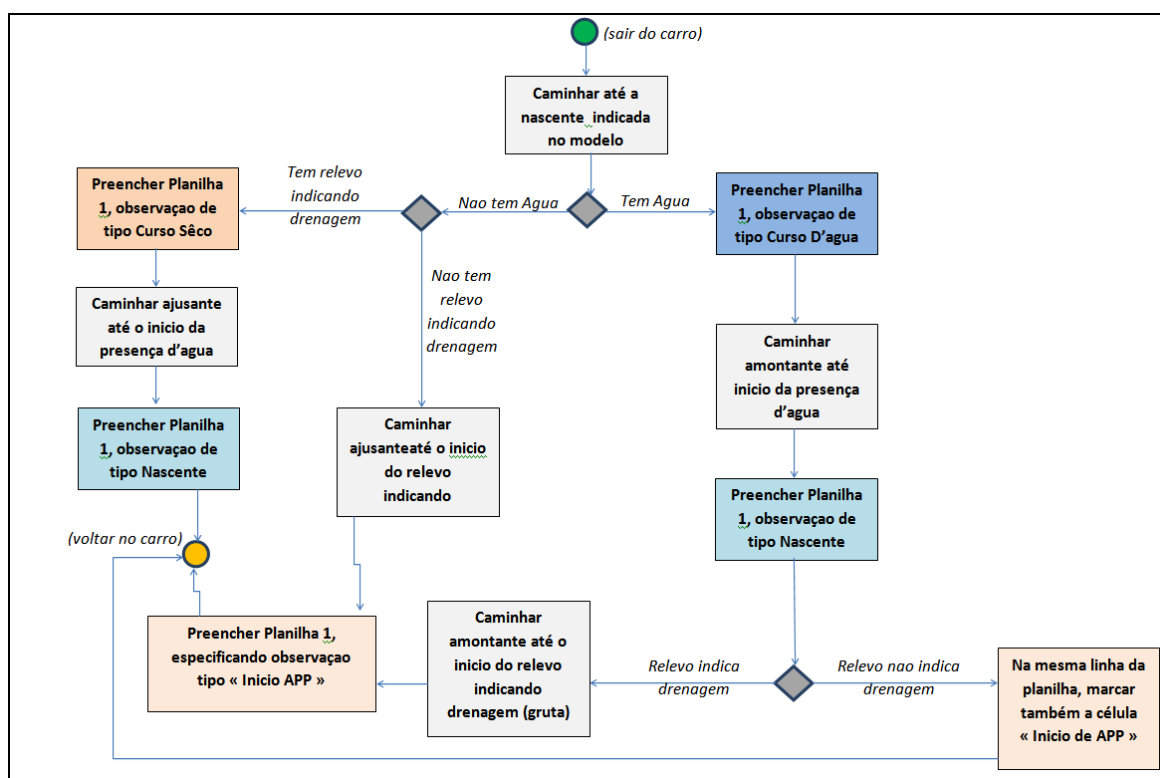 (sair do carro)
Caminhar até a
nascente indicada
no modelo
Tem relevo
indicando
drenagem
Nao tem Agua
Tem Agua
Preencher Planilha
1, observaçao de
tipo Curso Sêco
Preencher Planilha
1, observaçao de
tipo Curso D'agua
Nao tem
relevo
indicando
drenagem
Caminhar ajusante
até o inicio da
presença d'agua
Caminhar
amontante até
inicio da presença
d'agua
Preencher Planilha
1, observaçao de
tipo Nascente
Caminhar
ajusanteaté o inicio
do relevo
indicando
Preencher Planilha
1, observaçao de
tipo Nascente
(voltar no carro)
Preencher Planilha 1,
especificando observaçao
tipo « Inicio APP »
Caminhar
amontante até o
inicio do relevo
indicando
drenagem (gruta)
Relevo indica
drenagem
Relevo nao indica
drenagem
Na mesma linha da
planilha, marcar
também a célula
« Inicio de APP »